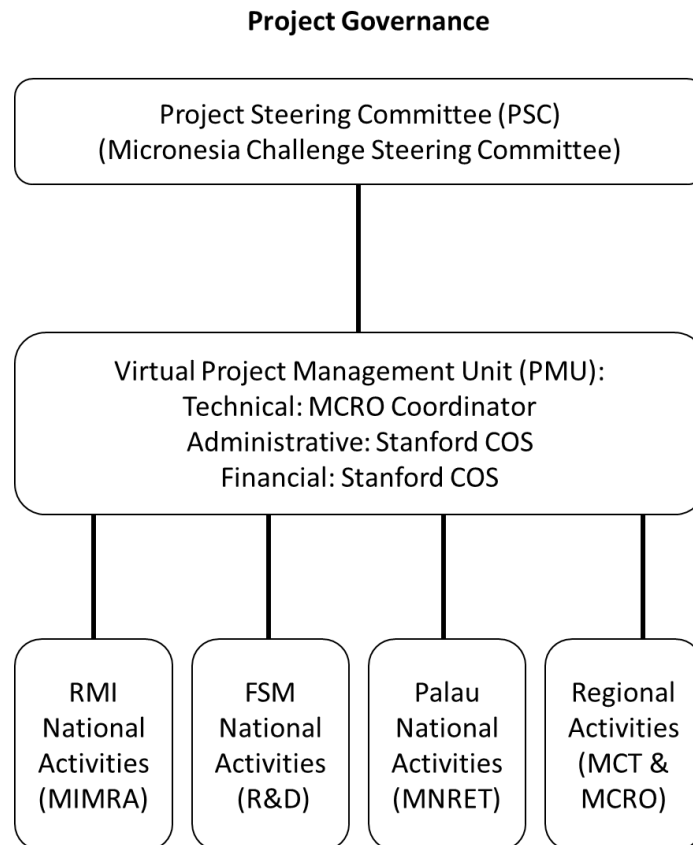 Project Governance
Project Steering Committee (PSC)
(Micronesia Challenge Steering Committee)
Virtual Project Management Unit (PMU):
Technical: MCRO Coordinator
Administrative: Stanford COS
Financial: Stanford COS
RMI
National
Activities
(MIMRA)
FSM
National
Activities
(R&D)
Palau
National
Activities
(MNRET)
Regional
Activities
(MCT &
MCRO)